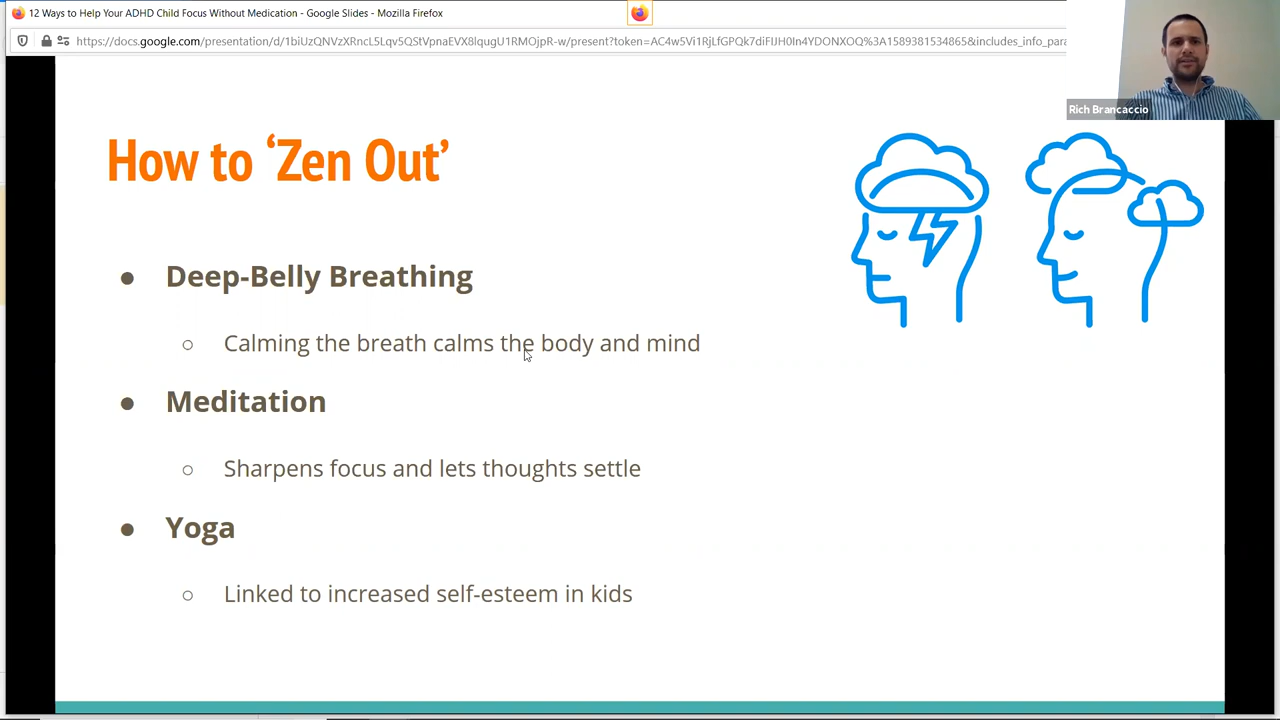 12 Ways to Help Your ADHD Child Focus Without Medication - Google Slides - Mozilla Firefox
Rich Brancaccio
How to ‘Zen Out’
● Deep-Belly Breathing
○ Calming the breath calms the body and mind
● Meditation
○ Sharpens focus and lets thoughts settle
● Yoga
○ Linked to increased self-esteem in kids